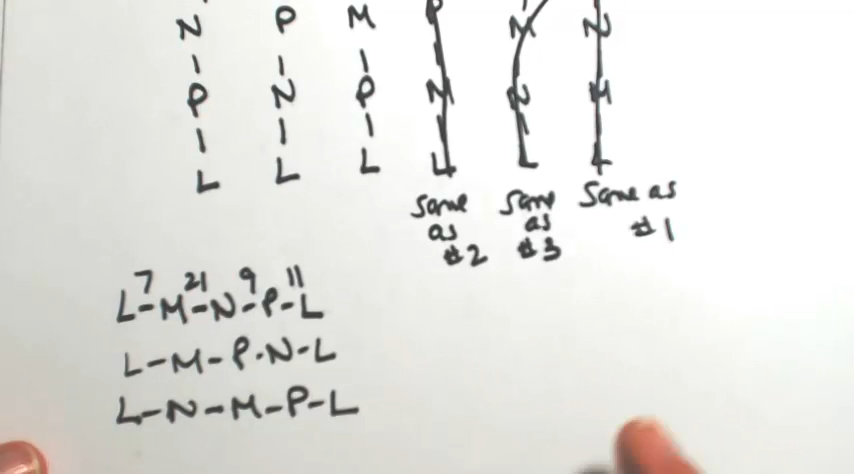 N P M P M N
| | |
P N P M N M
| | |
L L L L L L
Same Same Same as
as as #1
#2 #3
7 21 9 11
L-M-N-P-L
L-M-P-N-L
L-N-M-P-L